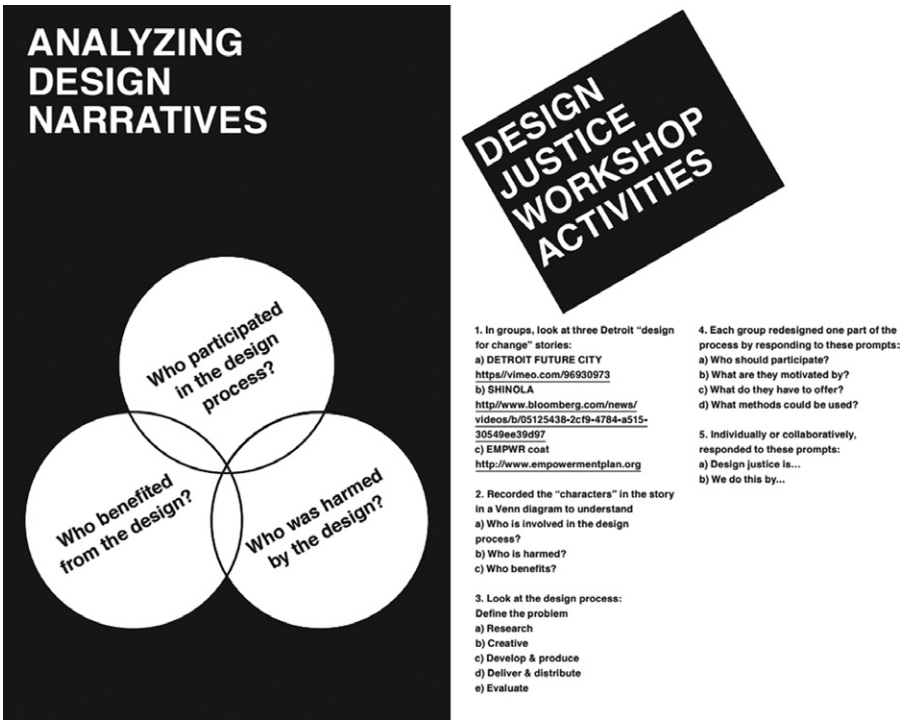 ANALYZING
DESIGN
NARRATIVES
Who participated
in the design
process?
Who benefited
from the design?
Who was harmed
by the design?
DESIGN
JUSTICE
WORKSHOP
ACTIVITIES
1. In groups, look at three Detroit “design
for change” stories:
a) DETROIT FUTURE CITY
https//vimeo.com/96930973
b) SHINOLA
http//www.bloomberg.com/news/
videos/b/05125438-2cf9-4784-a515-
30549ee39d97
c) EMPWR coat
http://www.empowermentplan.org
2. Recorded the “characters” in the story
in a Venn diagram to understand
a) Who is involved in the design
process?
b) Who is harmed?
c) Who benefits?
3. Look at the design process:
Define the problem
a) Research
b) Creative
c) Develop & produce
d) Deliver & distribute
e) Evaluate
4. Each group redesigned one part of the
process by responding to these prompts:
a) Who should participate?
b) What are they motivated by?
c) What do they have to offer?
d) What methods could be used?
5. Individually or collaboratively,
responded to these prompts:
a) Design justice is...
b) We do this by...